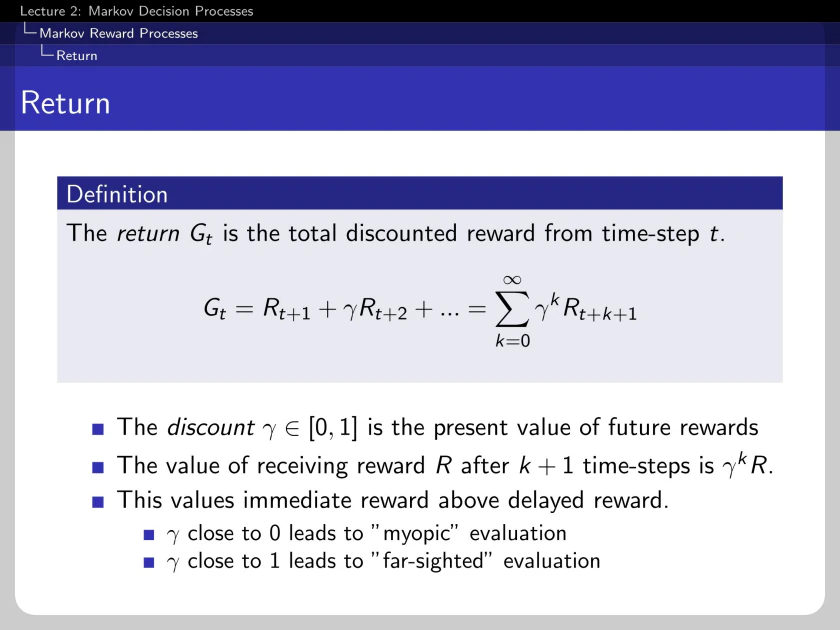 Lecture 2: Markov Decision Processes
Markov Reward Processes
Return
Return
Definition
The return G_t is the total discounted reward from time-step t.
G_t = R_{t+1} + γR_{t+2} + ... = ∑_{k=0}^{∞} γ^k R_{t+k+1}
The discount γ ∈ [0, 1] is the present value of future rewards
The value of receiving reward R after k + 1 time-steps is γ^k R.
This values immediate reward above delayed reward.
γ close to 0 leads to ”myopic” evaluation
γ close to 1 leads to ”far-sighted” evaluation